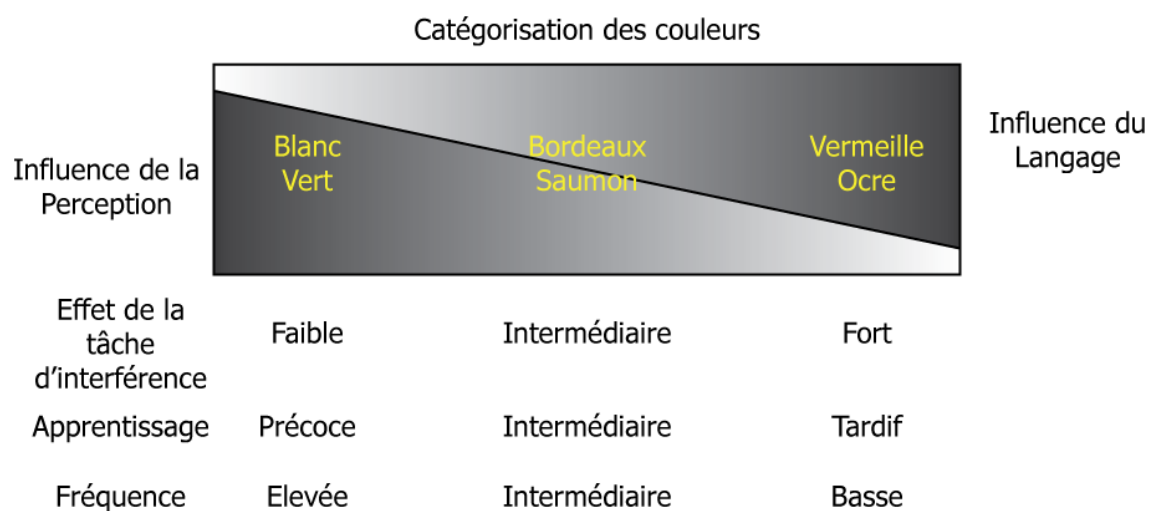 Catégorisation des couleurs
Influence de la
Perception
Blanc
Vert
Bordeaux
Saumon
Vermeille
Ocre
Influence du
Langage
Effet de la
tâche
d'interférence
Faible
Intermédiaire
Fort
Apprentissage
Précoce
Intermédiaire
Tardif
Fréquence
Elevée
Intermédiaire
Basse